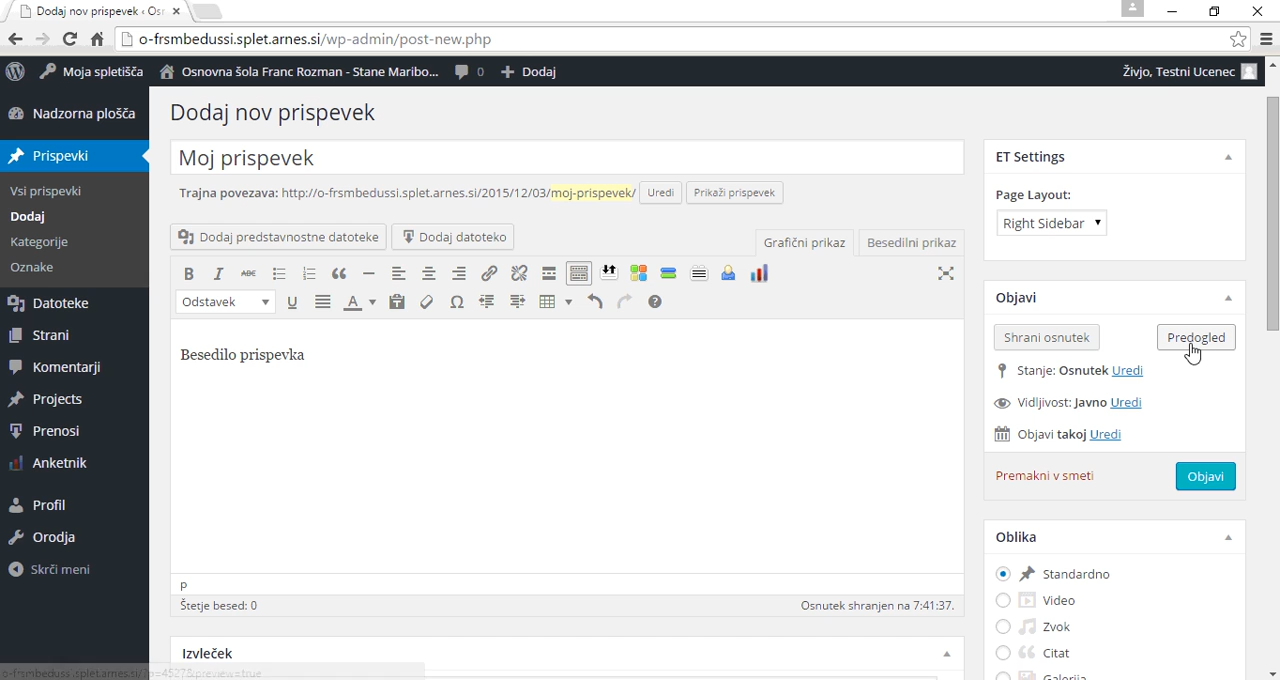 Dodaj nov prispevek ‹ Osr
o-frsmbedussi.splet.arnes.si/wp-admin/post-new.php
Moja spletišča
Osnovna šola Franc Rozman - Stane Maribo...
0
Dodaj
Živjo, Testni Ucenec
Nadzorna plošča
Prispevki
Vsi prispevki
Dodaj
Kategorije
Oznake
Datoteke
Strani
Komentarji
Projects
Prenosi
Anketnik
Profil
Orodja
Skrči meni
Dodaj nov prispevek
Moj prispevek
Trajna povezava: http://o-frsmbedussi.splet.arnes.si/2015/12/03/moj-prispevek/ Uredi Prikaži prispevek
Dodaj predstavnostne datoteke
Dodaj datoteko
Grafični prikaz
Besedilni prikaz
B I ABC
Odstavek
U A Ω
Besedilo prispevka
p
Štetje besed: 0
Osnutek shranjen na 7:41:37.
Izvleček
ET Settings
Page Layout:
Right Sidebar
Objavi
Shrani osnutek
Predogled
Stanje: Osnutek Uredi
Vidljivost: Javno Uredi
Objavi takoj Uredi
Premakni v smeti
Objavi
Oblika
Standardno
Video
Zvok
Citat
Galerija